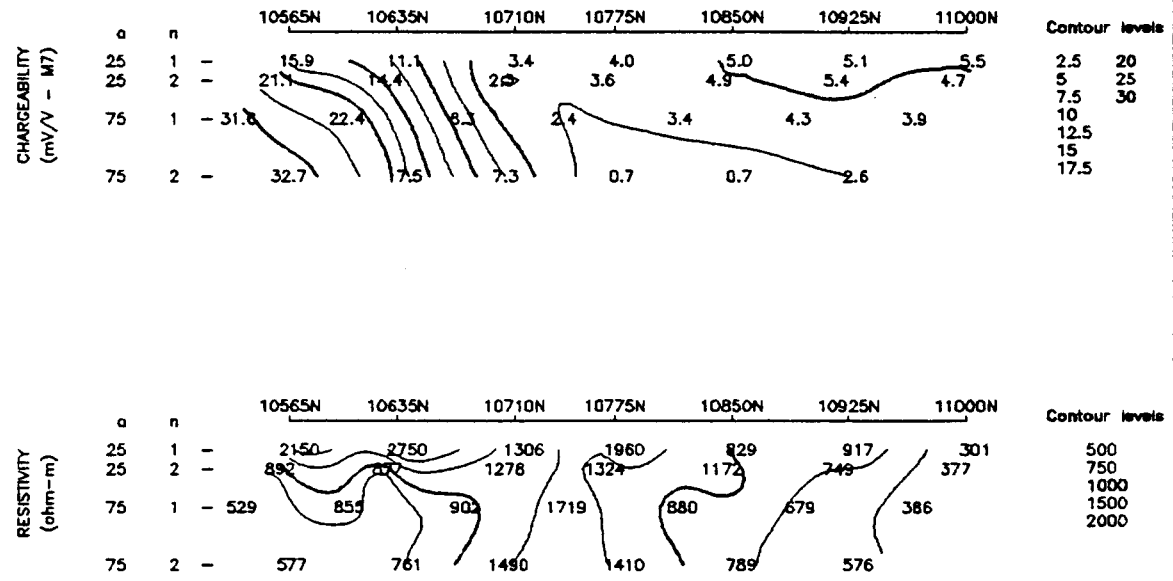 10565N 10635N 10710N 10775N 10850N 10925N 11000N
a n Contour levels
25 1 – 15.9 11.1 3.4 4.0 5.0 5.1 5.5 2.5 20
25 2 – 21.1 14.4 3.6 4.9 5.4 4.7 5 25
7.5 30
75 1 – 22.4 2.4 3.4 4.3 3.9 10
12.5
15
75 2 – 32.7 17.5 7.3 0.7 0.7 2.6 17.5
CHARGEABILITY
(mV/V – M7)
10565N 10635N 10710N 10775N 10850N 10925N 11000N
a n Contour levels
25 1 – 2150 2750 1306 1960 829 917 301 500
25 2 – 892 1278 1324 1172 749 377 750
1000
75 1 – 529 855 902 1719 880 679 386 1500
2000
75 2 – 577 761 1490 1410 789 576
RESISTIVITY
(ohm-m)